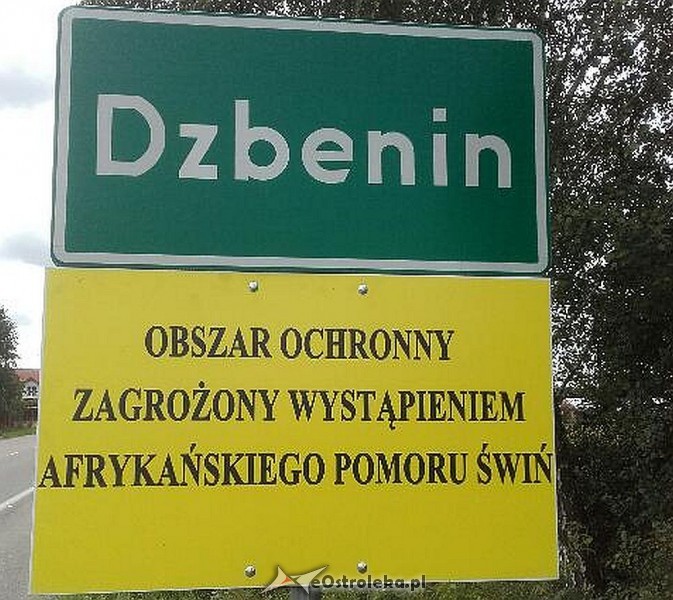 Dzbenin
OBSZAR OCHRONNY
ZAGROŻONY WYSTĄPIENIEM
AFRYKAŃSKIEGO POMORU ŚWIŃ
eOstroleka.pl